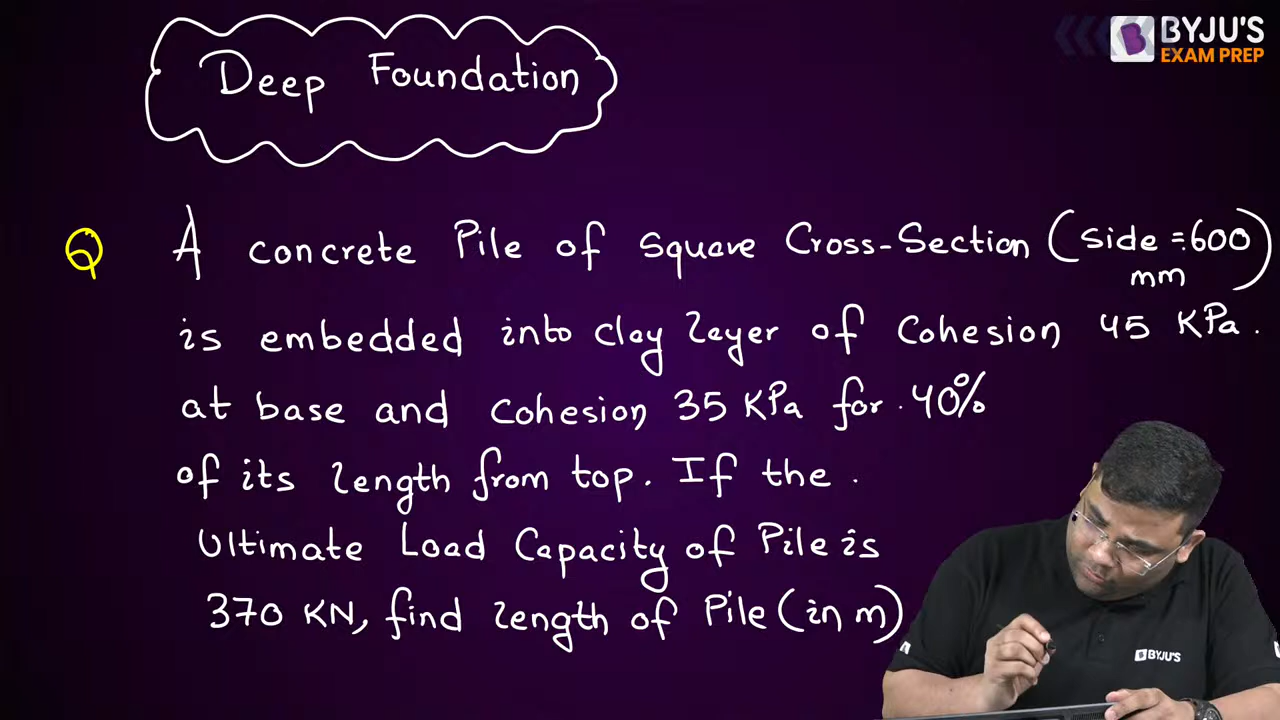 BYJU'S
EXAM PREP
Deep Foundation
Q A concrete Pile of Square Cross-Section (side = 600
mm)
is embedded into clay layer of Cohesion 45 KPa.
at base and cohesion 35 KPa for 40%
of its length from top. If the
Ultimate Load Capacity of Pile is
370 KN, find length of Pile (in m)
BYJU'S